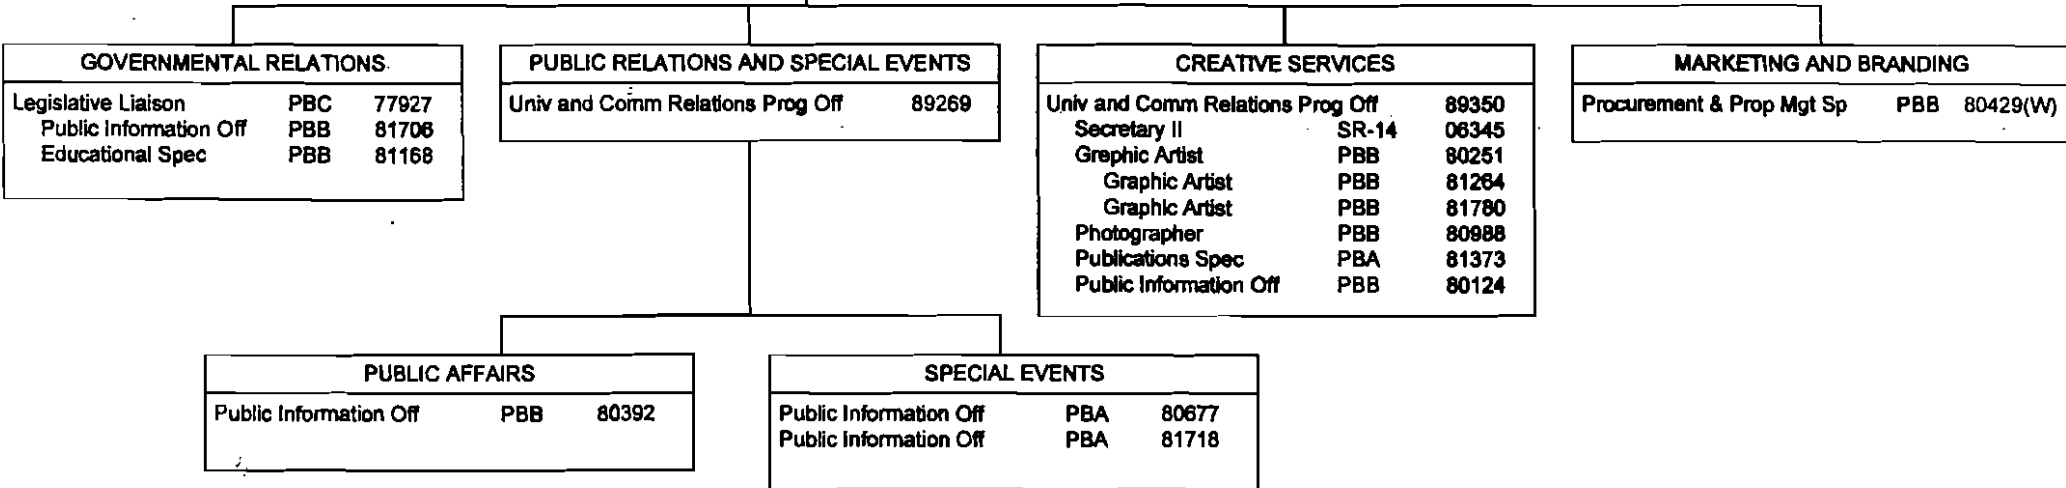 GOVERNMENTAL RELATIONS
Legislative Liaison PBC 77927
Public Information Off PBB 81706
Educational Spec PBB 81168
PUBLIC RELATIONS AND SPECIAL EVENTS
Univ and Comm Relations Prog Off 89269
CREATIVE SERVICES
Univ and Comm Relations Prog Off 89350
Secretary II SR-14 06345
Graphic Artist PBB 80251
Graphic Artist PBB 81264
Graphic Artist PBB 81780
Photographer PBB 80988
Publications Spec PBA 81373
Public Information Off PBB 80124
MARKETING AND BRANDING
Procurement & Prop Mgt Sp PBB 80429(W)
PUBLIC AFFAIRS
Public Information Off PBB 80392
SPECIAL EVENTS
Public Information Off PBA 80677
Public Information Off PBA 81718